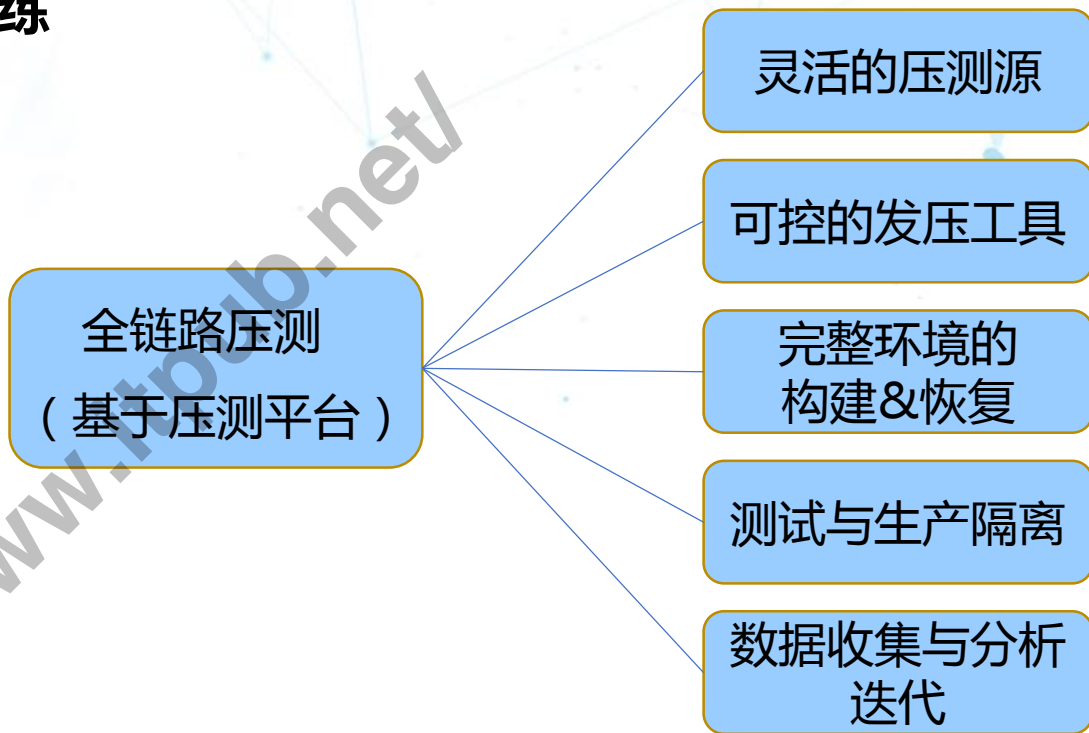 练
灵活的压测源
可控的发压工具
全链路压测
（基于压测平台）
完整环境的
构建&恢复
测试与生产隔离
数据收集与分析
迭代
ww.itpub.net/